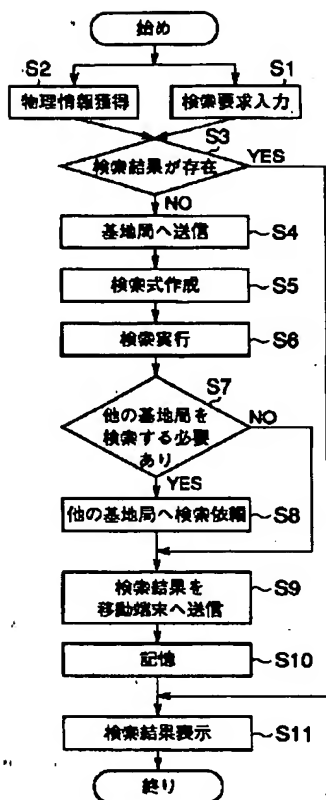 始め
S2
S1
物理情報獲得
検索要求入力
S3
検索結果が存在
YES
NO
基地局へ送信
S4
検索式作成
S5
検索実行
S6
S7
他の基地局を
検索する必要
あり
NO
YES
他の基地局へ検索依頼
S8
検索結果を
移動端末へ送信
S9
記憶
S10
検索結果表示
S11
終り